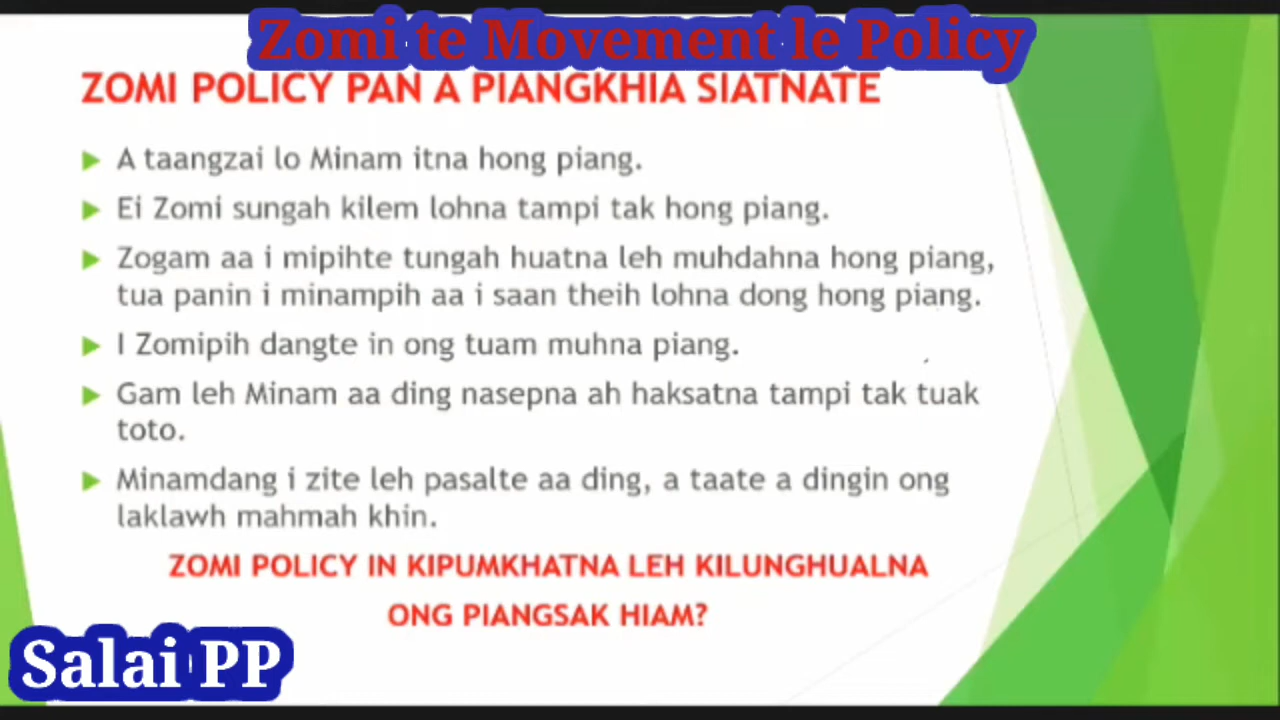 Zomi te Movement le Policy
ZOMI POLICY PAN A PIANGKHIA SIATNATE
A taangzai lo Minam itna hong piang.
Ei Zomi sungah kilem lohna tampi tak hong piang.
Zogam aa i mipihte tungah huatna leh muhdahna hong piang,
tua panin i minampih aa i saan theih lohna dong hong piang.
I Zomipih dangte in ong tuam muhna piang.
Gam leh Minam aa ding nasepna ah haksatna tampi tak tuak
toto.
Minamdang i zite leh pasalte aa ding, a taate a dingin ong
laklawh mahmah khin.
ZOMI POLICY IN KIPUMKHATNA LEH KILUNGHUALNA
ONG PIANGSAK HIAM?
Salai PP